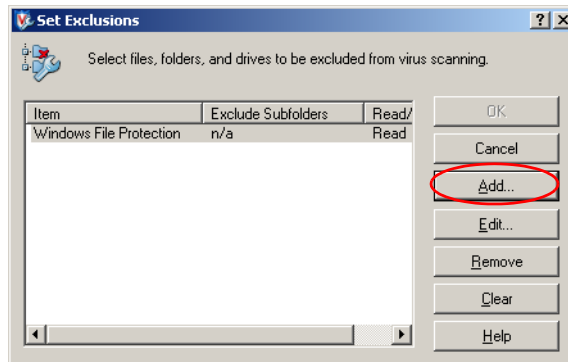 Set Exclusions
Select files, folders, and drives to be excluded from virus scanning.
Item Exclude Subfolders Read/
Windows File Protection n/a Read
OK
Cancel
Add...
Edit...
Remove
Clear
Help